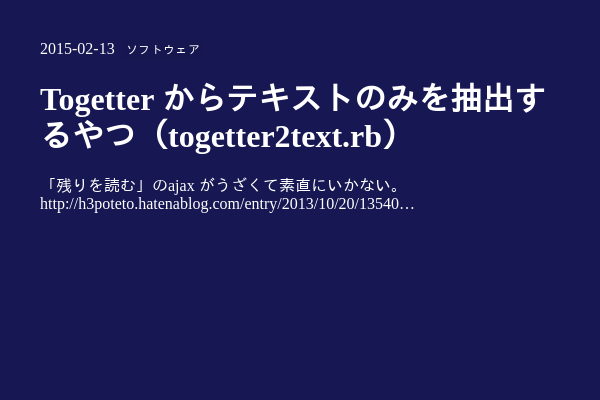 2015-02-13 ソフトウェア
Togetter からテキストのみを抽出す
るやつ（togetter2text.rb）
「残りを読む」のajax がうざくて素直にいかない。
http://h3poteto.hatenablog.com/entry/2013/10/20/13540…